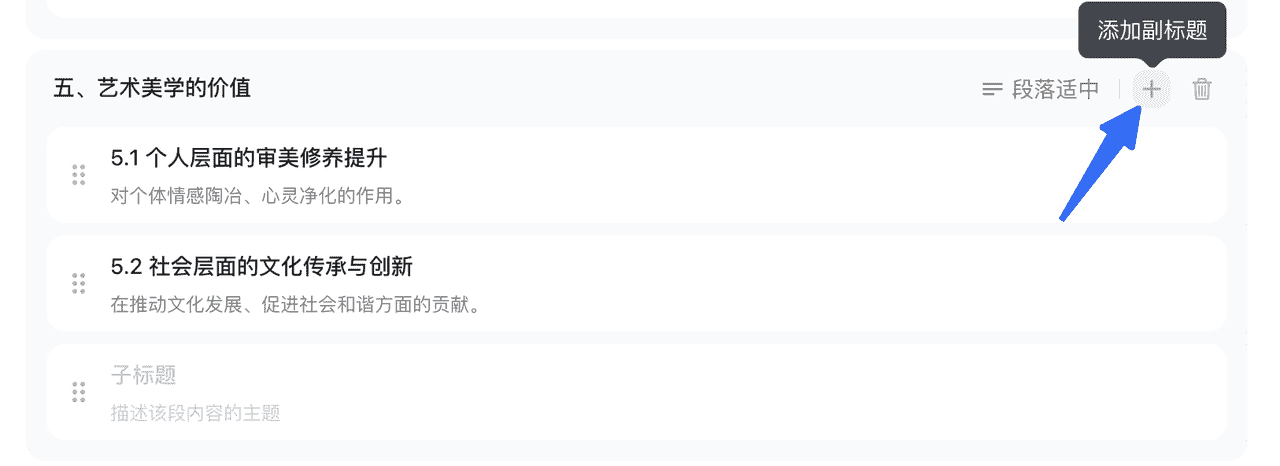 添加副标题
五、艺术美学的价值 段落适中
5.1 个人层面的审美修养提升
对个体情感陶冶、心灵净化的作用。
5.2 社会层面的文化传承与创新
在推动文化发展、促进社会和谐方面的贡献。
子标题
描述该段内容的主题